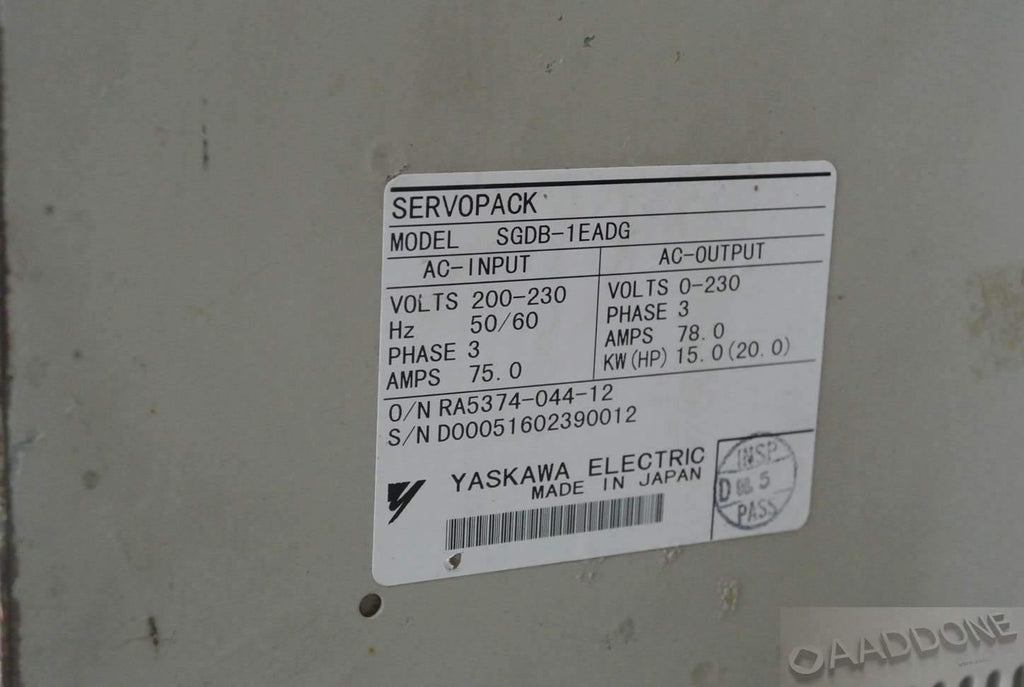 SERVOPACK
MODEL SGDB-1EADG
AC-INPUT
VOLTS 200-230
Hz 50/60
PHASE 3
AMPS 75.0
AC-OUTPUT
VOLTS 0-230
PHASE 3
AMPS 78.0
KW(HP) 15.0(20.0)
O/N RA5374-044-12
S/N D00051602390012
YASKAWA ELECTRIC
MADE IN JAPAN
INSP
D 5
PASS
AADDONE